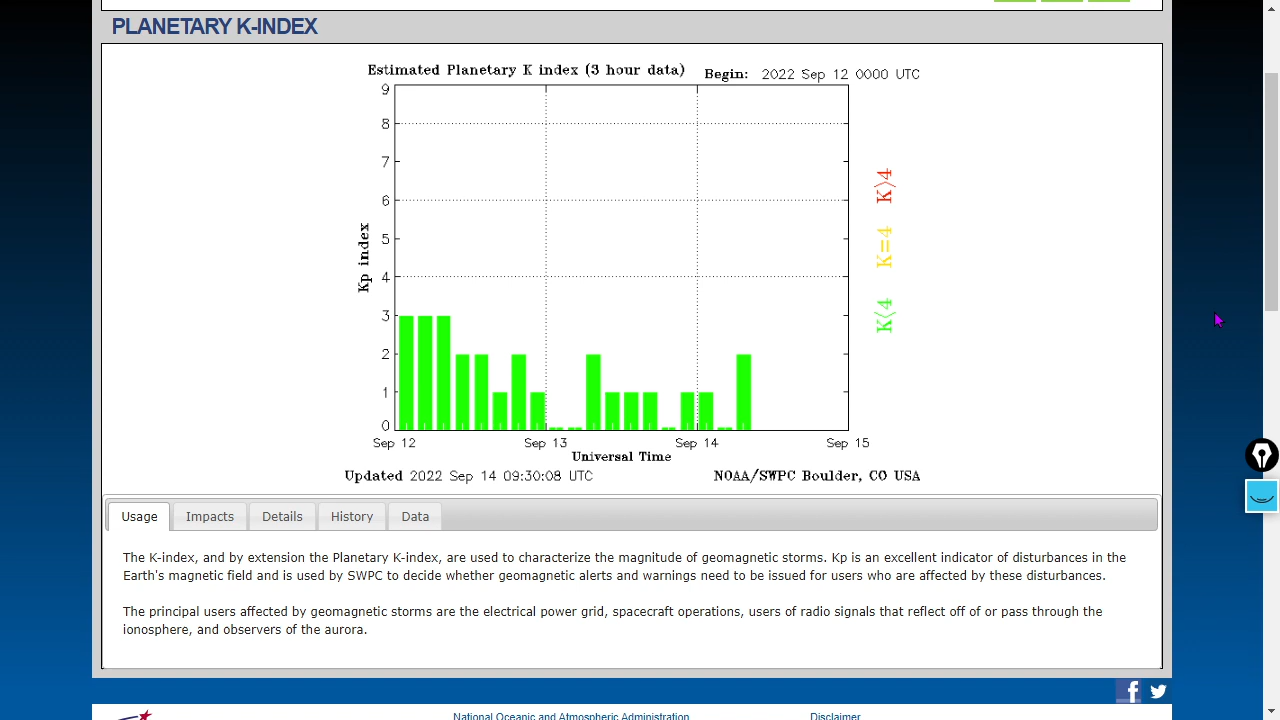 PLANETARY K-INDEX
Estimated Planetary K index (3 hour data)
Begin: 2022 Sep 12 0000 UTC
9
8
7
6
5
4
3
2
1
0
Kp index
K>4
K=4
K<4
Sep 12
Sep 13
Sep 14
Sep 15
Universal Time
Updated 2022 Sep 14 09:30:08 UTC
NOAA/SWPC Boulder, CO USA
Usage
Impacts
Details
History
Data
The K-index, and by extension the Planetary K-index, are used to characterize the magnitude of geomagnetic storms. Kp is an excellent indicator of disturbances in the
Earth's magnetic field and is used by SWPC to decide whether geomagnetic alerts and warnings need to be issued for users who are affected by these disturbances.
The principal users affected by geomagnetic storms are the electrical power grid, spacecraft operations, users of radio signals that reflect off of or pass through the
ionosphere, and observers of the aurora.
National Oceanic and Atmospheric Administration
Disclaimer